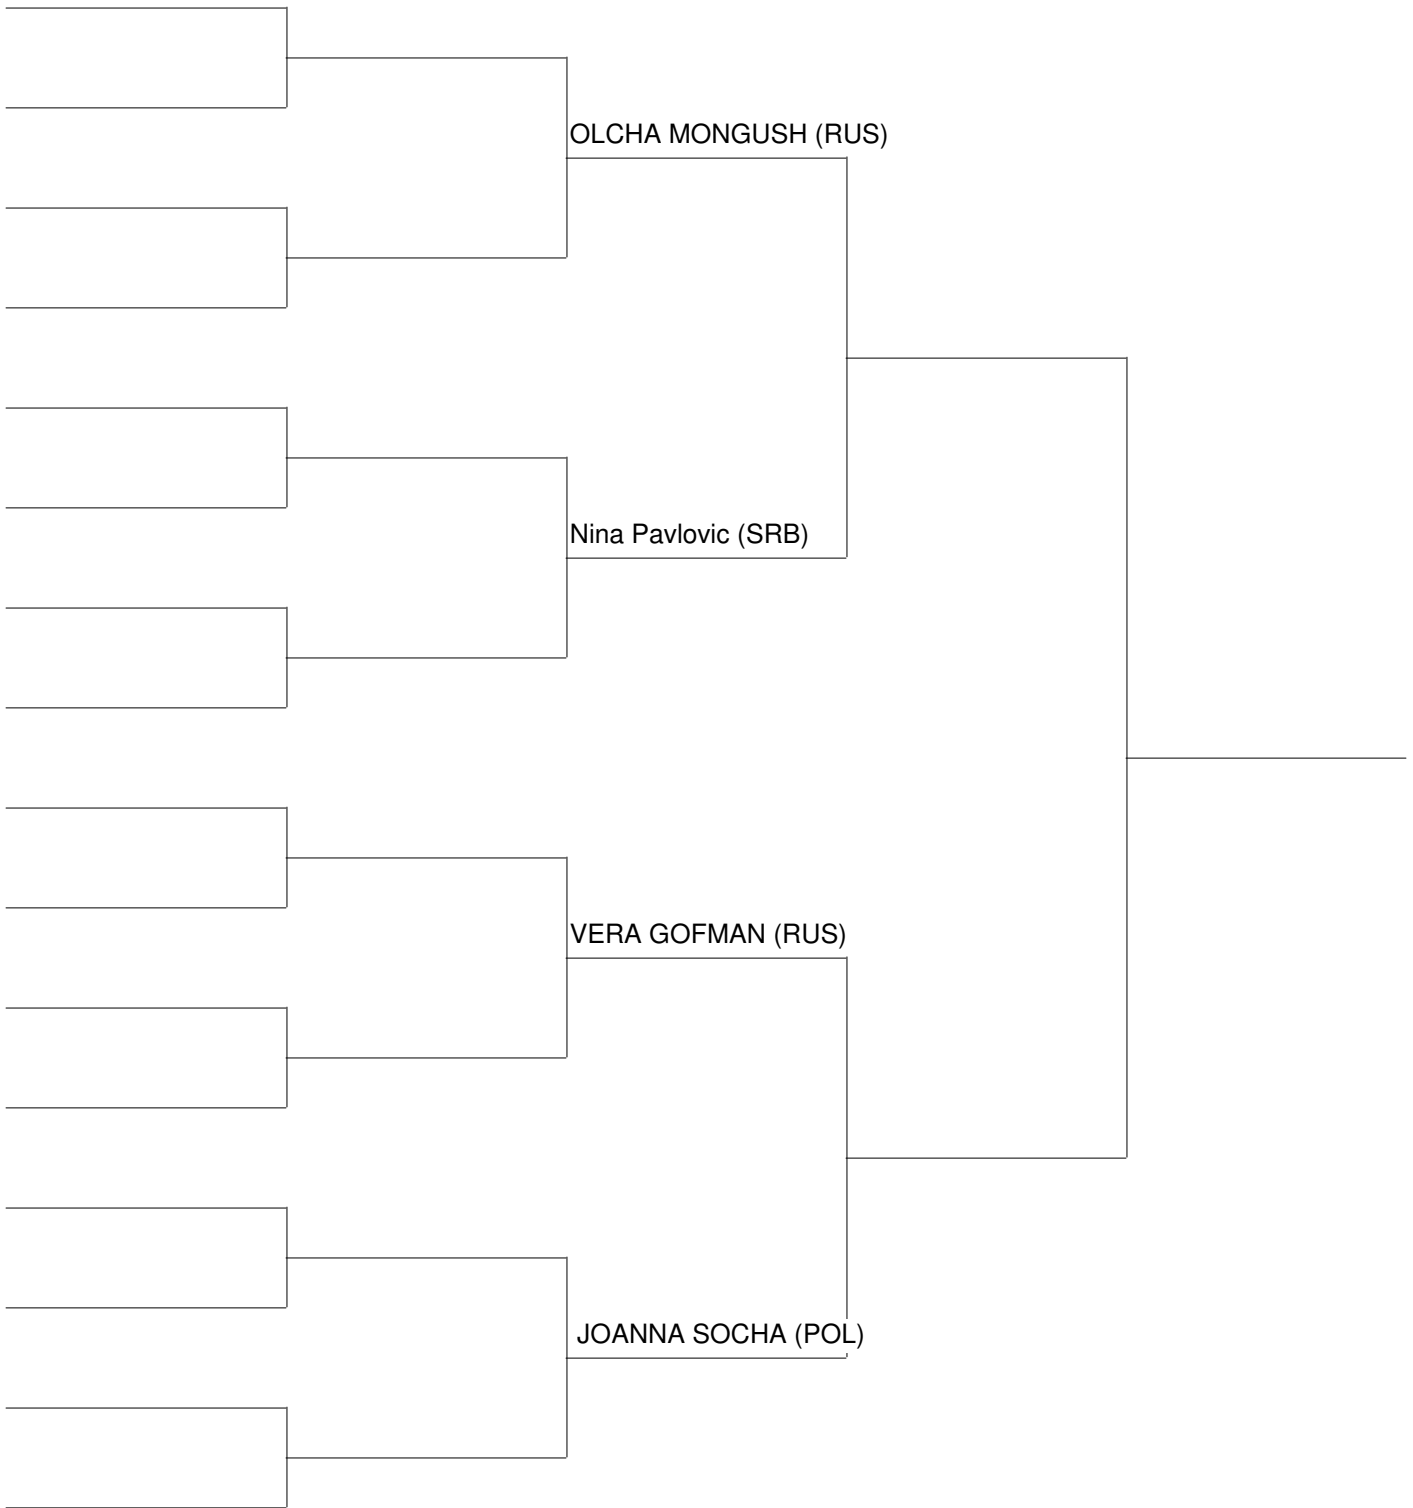 OLCHA MONGUSH (RUS)
Nina Pavlovic (SRB)
VERA GOFMAN (RUS)
JOANNA SOCHA (POL)